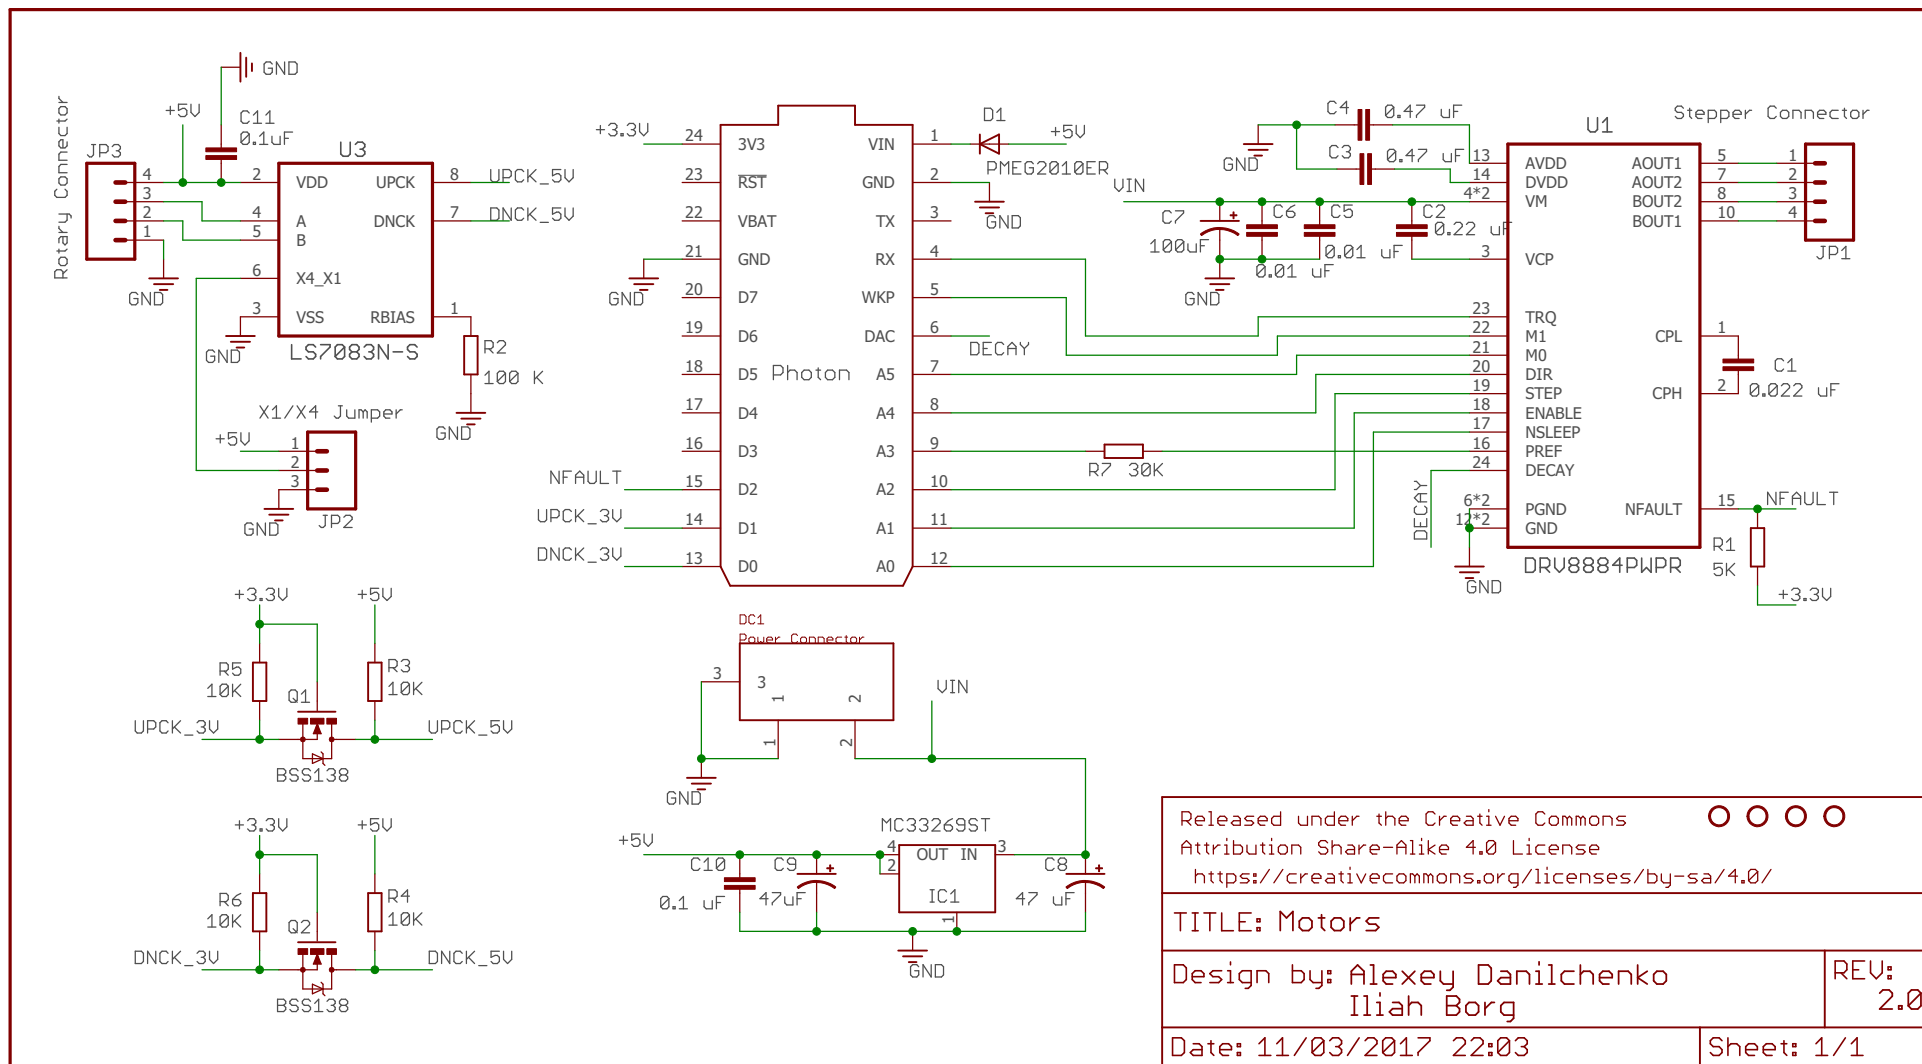 GND
+5V
C11
0.1uF
Rotary Connector
JP3
4
3
2
1
GND
U3
2 VDD UPCK 8 UPCK_5V
4 A DNCK 7 DNCK_5V
5 B
6 X4_X1
3 VSS RBIAS 1
GND
LS7083N-S
R2
100 K
GND
X1/X4 Jumper
+5V
1
2
3
GND
JP2
+3.3V
24 3V3 VIN 1
23 RST GND 2
22 VBAT TX 3
21 GND RX 4
20 D7 WKP 5
19 D6 DAC 6
18 D5 Photon A5 7
17 D4 A4 8
16 D3 A3 9
NFAULT 15 D2 A2 10
UPCK_3V 14 D1 A1 11
DNCK_3V 13 D0 A0 12
GND
D1
+5V
PMEG2010ER
GND
DECAY
R7 30K
C4 0.47 uF
GND
C3 0.47 uF
VIN
C7
100uF
C6
0.01 uF
C5
0.01 uF
C2
0.22 uF
GND
U1
Stepper Connector
13 AVDD AOUT1 5 1
14 DVDD AOUT2 7 2
4*2 VM BOUT2 8 3
BOUT1 10 4
JP1
3 VCP
23 TRQ
22 M1 CPL 1
21 M0
20 DIR
19 STEP CPH 2
18 ENABLE
17 NSLEEP
16 PREF
24 DECAY
6*2 PGND NFAULT 15 NFAULT
12*2 GND
C1
0.022 uF
DECAY
GND
DRV8884PWPR
R1
5K
+3.3V
+3.3V
+5V
R5
10K
Q1
R3
10K
UPCK_3V
UPCK_5V
BSS138
+3.3V
+5V
R6
10K
Q2
R4
10K
DNCK_3V
DNCK_5V
BSS138
DC1
Power Connector
3 3 1 2
1 2
VIN
GND
+5V
MC33269ST
4 OUT IN 3
2
IC1
1
C10
0.1 uF
C9
47uF
C8
47 uF
GND
Released under the Creative Commons
Attribution Share-Alike 4.0 License
https://creativecommons.org/licenses/by-sa/4.0/
TITLE: Motors
Design by: Alexey Danilchenko
Iliah Borg
REV:
2.0
Date: 11/03/2017 22:03
Sheet: 1/1